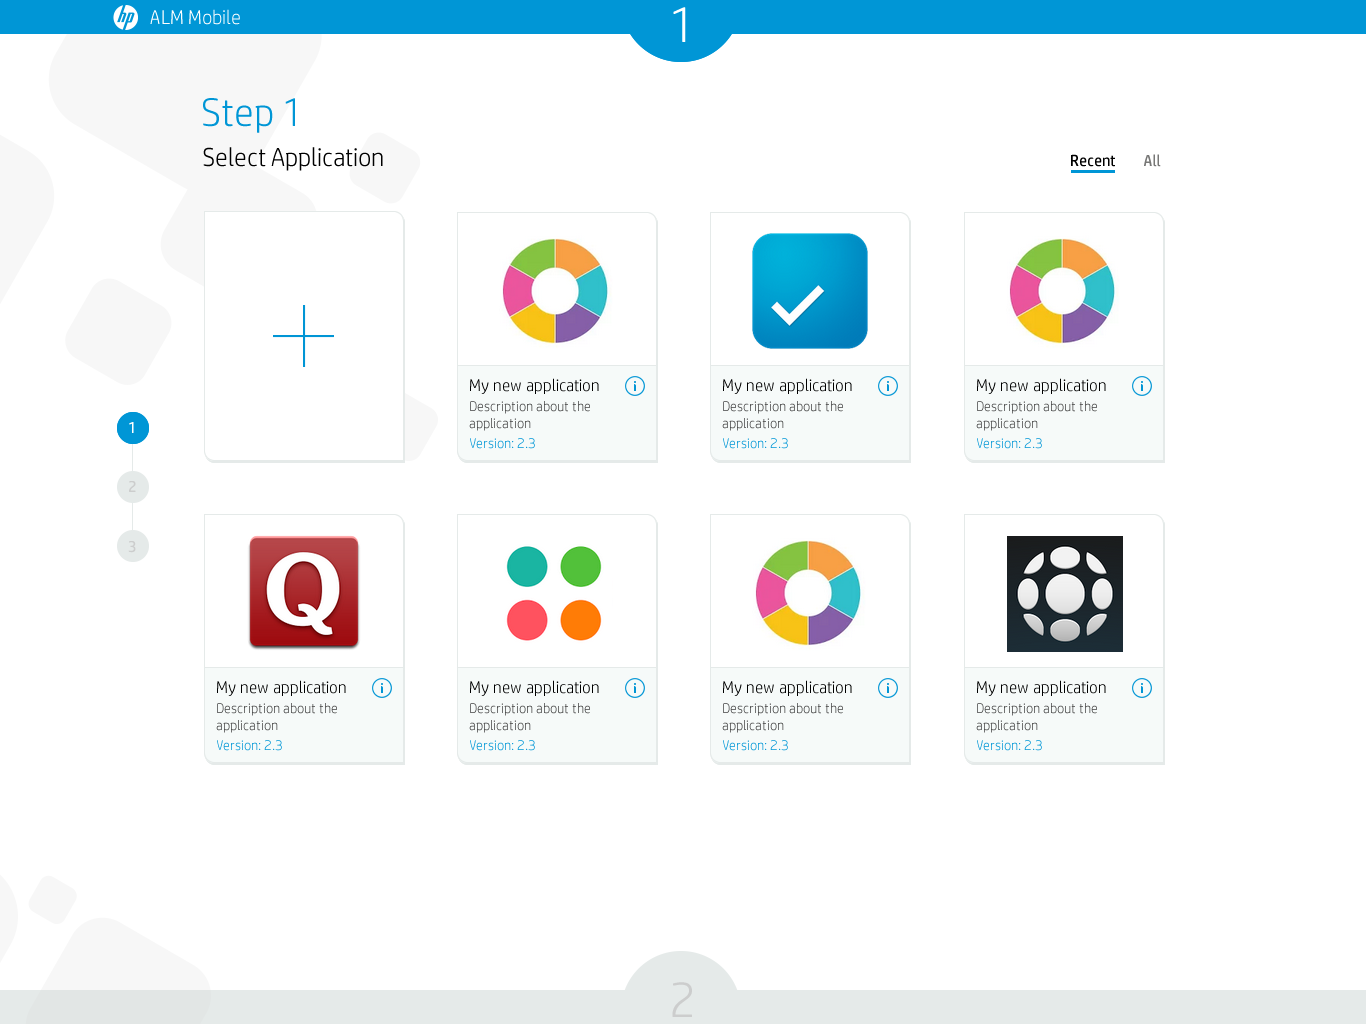 hp ALM Mobile
1
Step 1
Select Application
Recent All
My new application
Description about the
application
Version: 2.3
My new application
Description about the
application
Version: 2.3
My new application
Description about the
application
Version: 2.3
1
2
3
Q
My new application
Description about the
application
Version: 2.3
My new application
Description about the
application
Version: 2.3
My new application
Description about the
application
Version: 2.3
My new application
Description about the
application
Version: 2.3
2